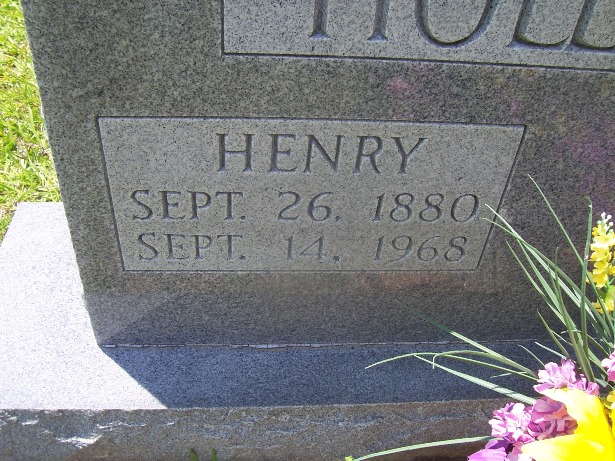 HENRY
SEPT. 26, 1880
SEPT. 14, 1968